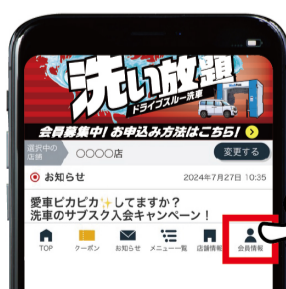 洗い放題
ドライブスルー洗車
会員募集中! お申込み方法はこちら!
選択中の
店舗
〇〇〇〇店
変更する
お知らせ
2024年7月27日 10:35
愛車ピカピカ✨してますか?
洗車のサブスク入会キャンペーン!
TOP
クーポン
お知らせ
メニュー一覧
店舗情報
会員情報